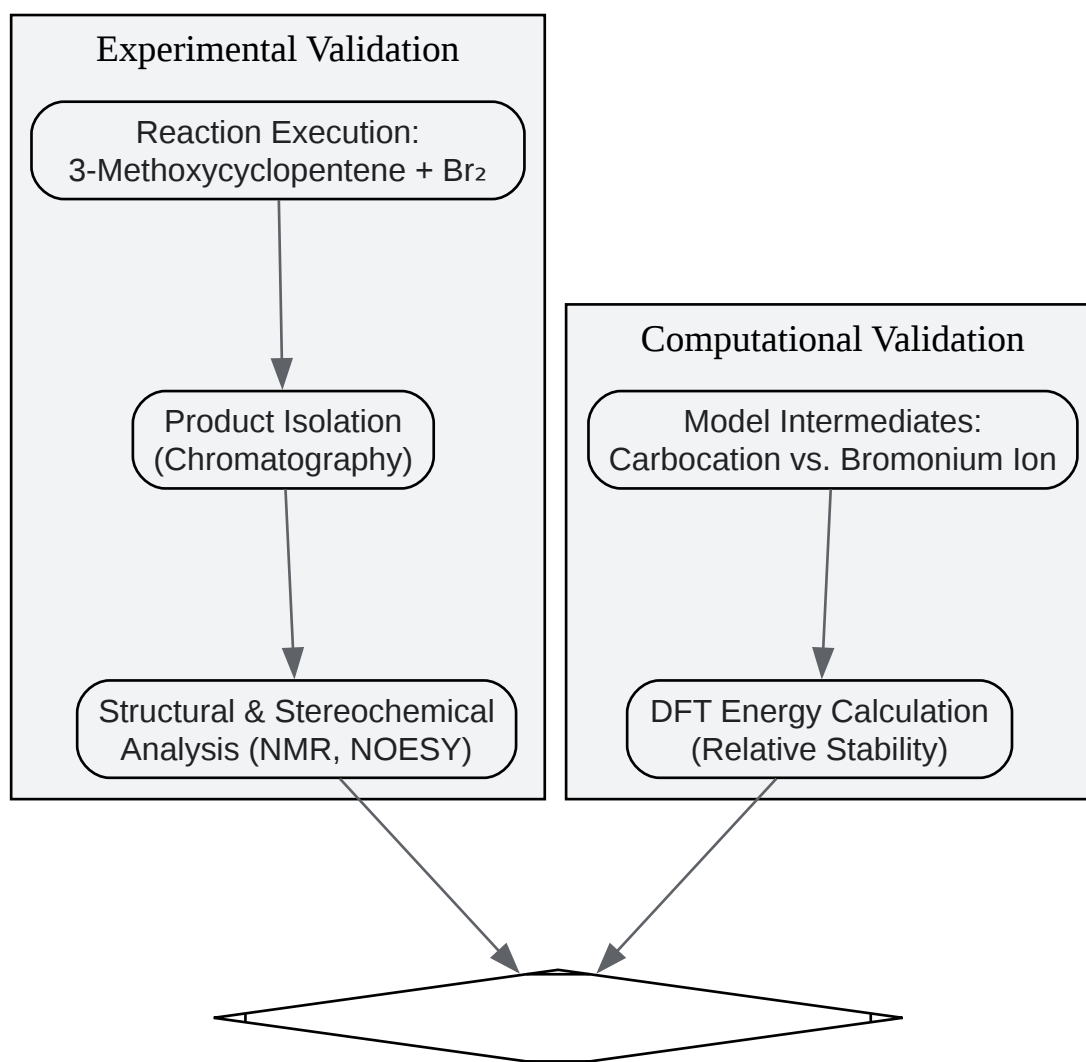 Experimental Validation
Reaction Execution:
3-Methoxycyclopentene + Br₂
Product Isolation
(Chromatography)
Structural & Stereochemical
Analysis (NMR, NOESY)
Computational Validation
Model Intermediates:
Carbocation vs. Bromonium Ion
DFT Energy Calculation
(Relative Stability)